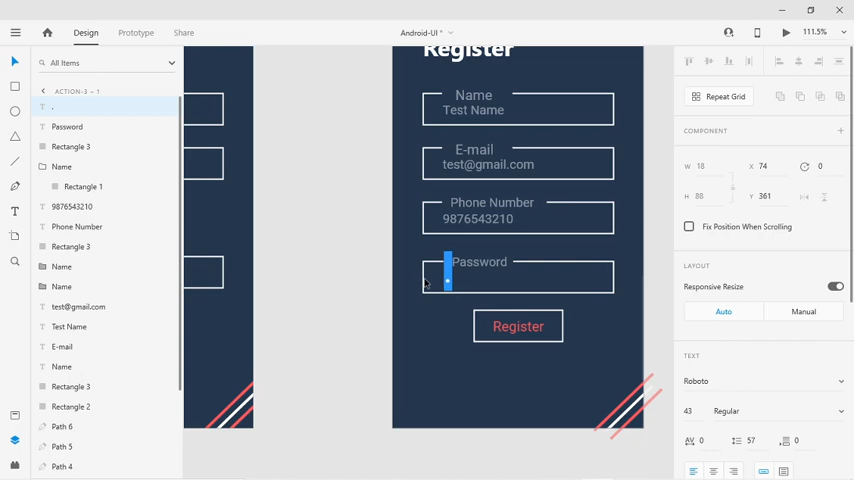 Design
Prototype
Share
Android-UI *
111.5%
All Items
ACTION-3 – 1
.
Password
Rectangle 3
Name
Rectangle 1
9876543210
Phone Number
Rectangle 3
Name
Name
test@gmail.com
Test Name
E-mail
Name
Rectangle 3
Rectangle 2
Path 6
Path 5
Path 4
Register
Name
Test Name
E-mail
test@gmail.com
Phone Number
9876543210
Password
.
Register
Repeat Grid
COMPONENT
W 18
X 74
0
H 88
Y 361
Fix Position When Scrolling
LAYOUT
Responsive Resize
Auto
Manual
TEXT
Roboto
43
Regular
AV 0
57
0